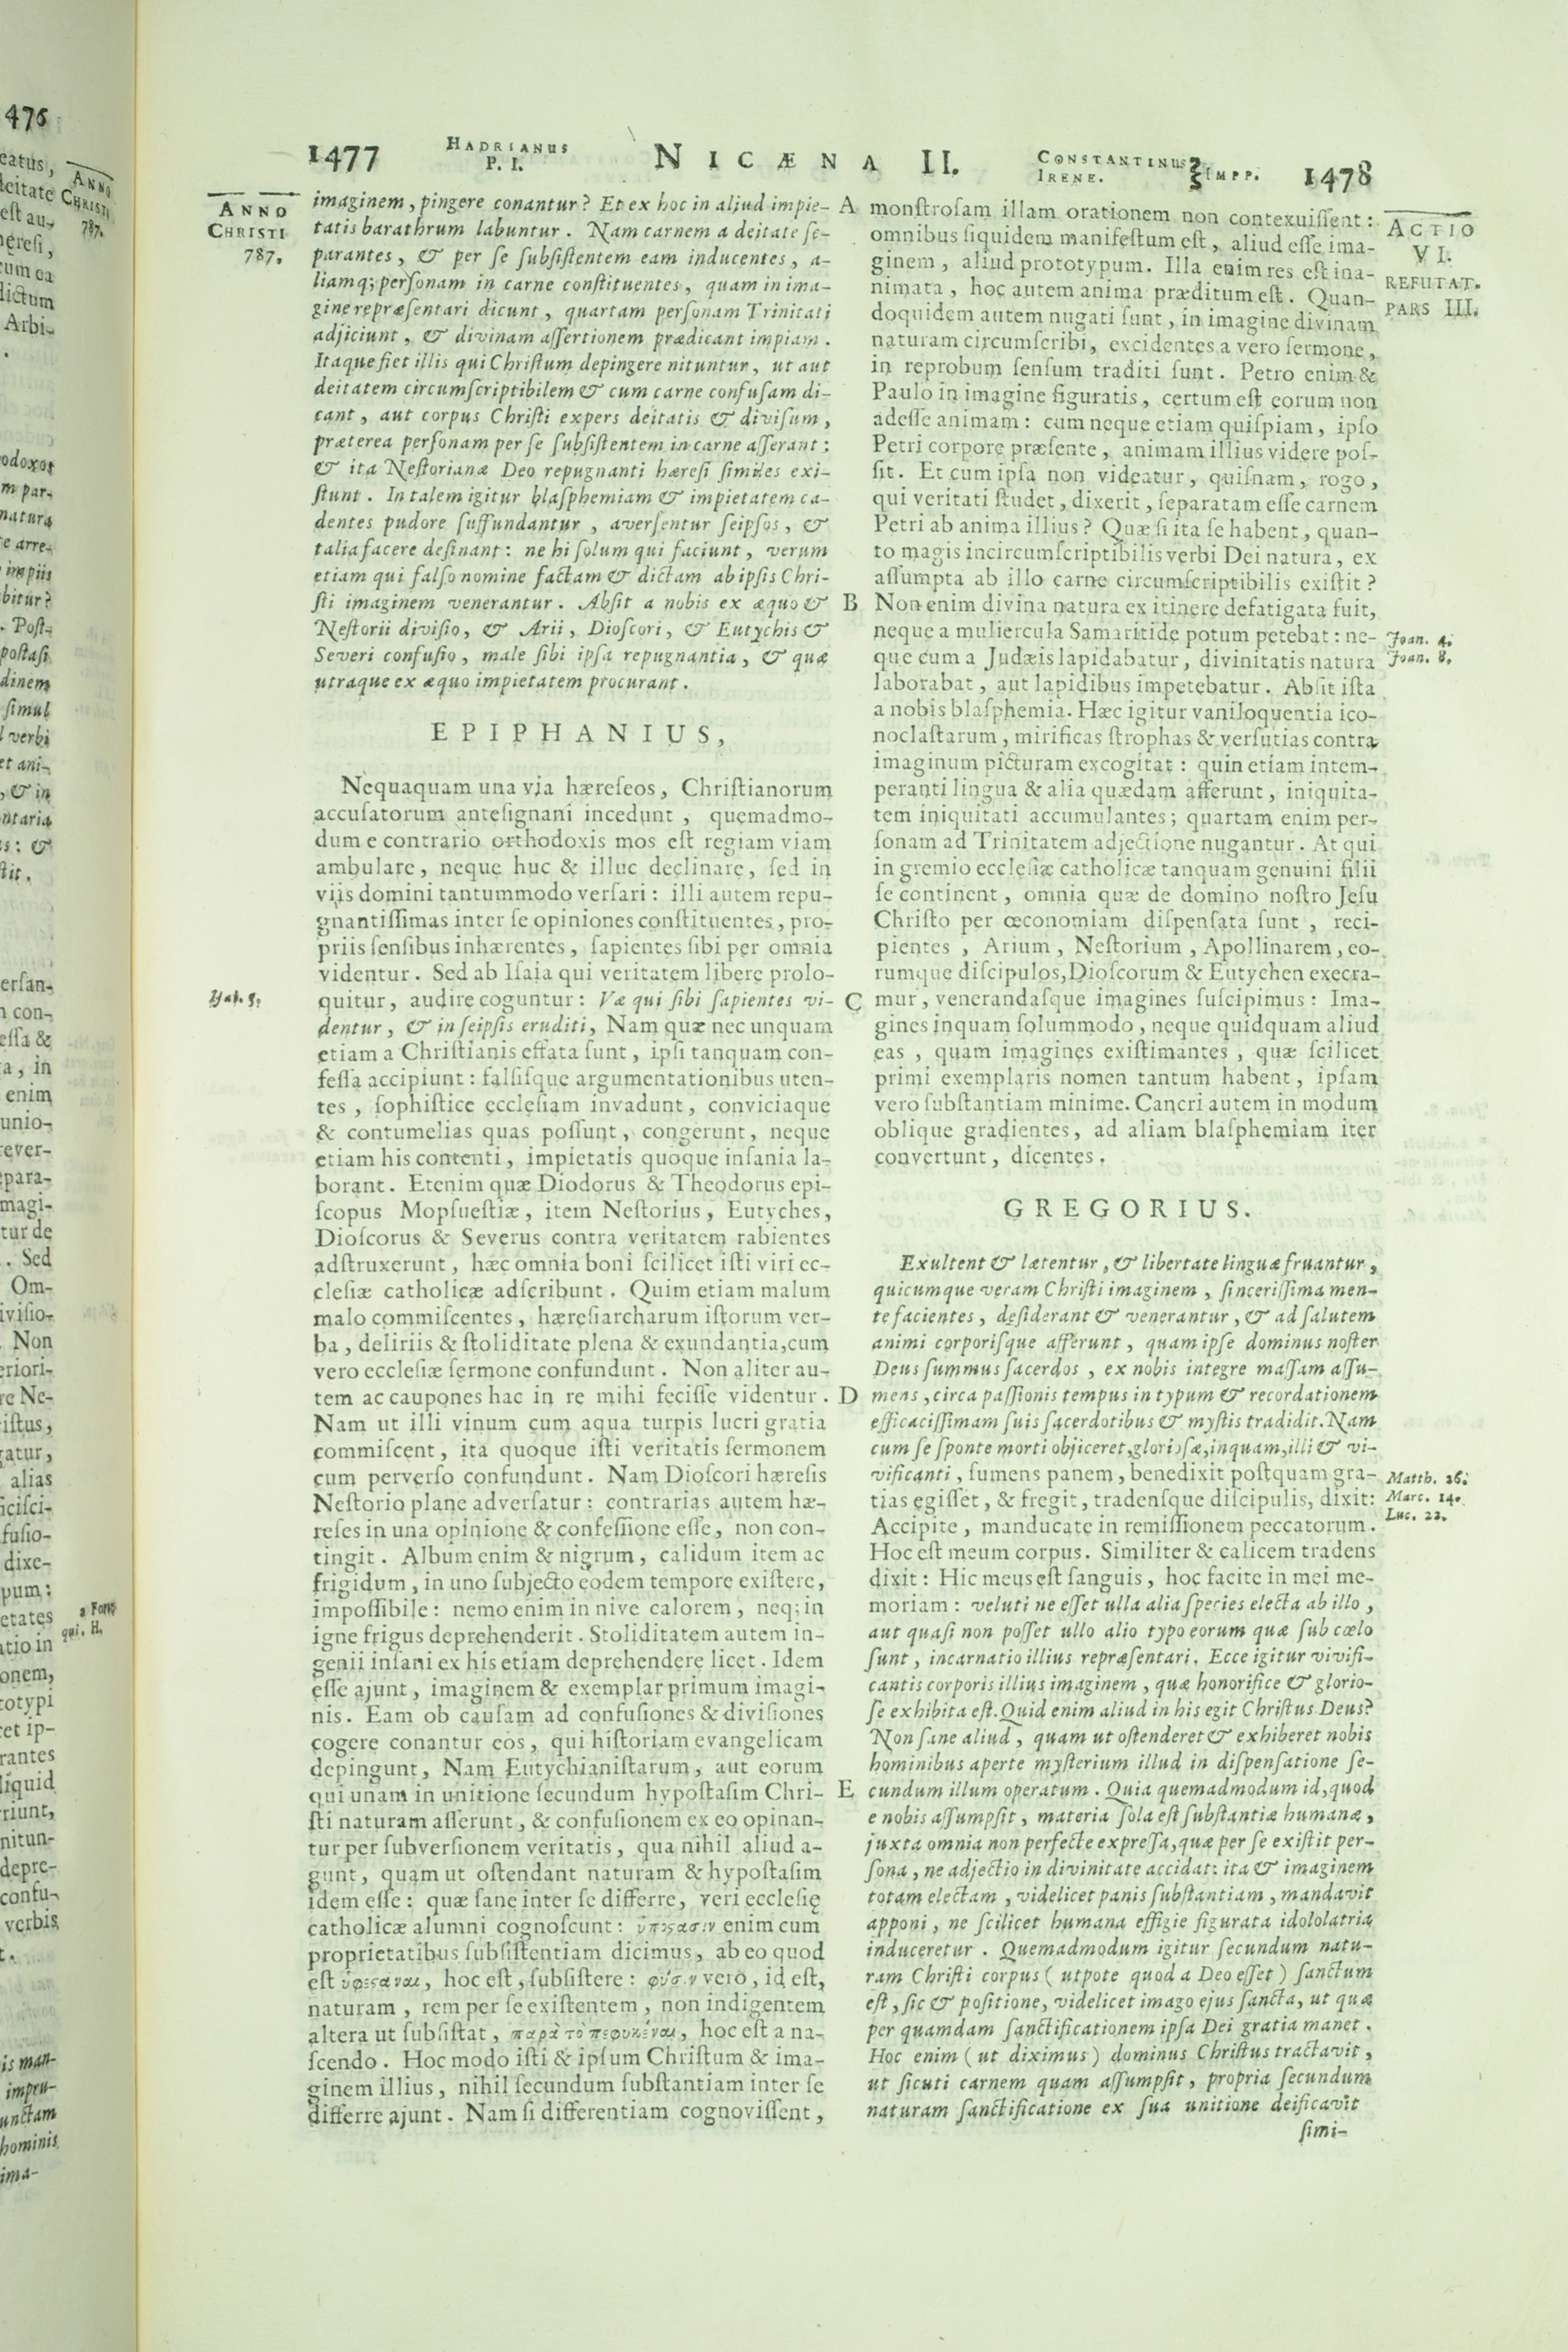 1477
HADRIANUS
P. I.
NICÆNA II.
CONSTANTINUS
IRENE.
IMPP.
1478
ANNO
CHRISTI
787.
imaginem, pingere conantur? Et ex hoc in aliud impie-
tatis barathrum labuntur. Nam carnem a deitate ſe-
parantes, & per ſe ſubſiſtentem eam inducentes, a-
liamq; perſonam in carne conſtituentes, quam in ima-
gine repræſentari dicunt, quartam perſonam Trinitati
adjiciunt, & divinam aſſertionem prædicant impiam.
Itaque fiet illis qui Chriſtum depingere nituntur, ut aut
deitatem circumſcriptibilem & cum carne confuſam di-
cant, aut corpus Chriſti expers deitatis & diviſum,
præterea perſonam per ſe ſubſiſtentem in carne aſſerant:
& ita Neſtorianæ Deo repugnanti hæreſi ſimiles exi-
ſtunt. In talem igitur blaſphemiam & impietatem ca-
dentes pudore ſuffundantur, averſentur ſeipſos, &
talia facere deſinant: ne hi ſolum qui faciunt, verum
etiam qui falſo nomine factam & dictam ab ipſis Chri-
ſti imaginem venerantur. Abſit a nobis ex æquo &
Neſtorii diviſio, & Arii, Dioſcori, & Eutychis &
Severi confuſio, male ſibi ipſa repugnantia, & quæ
utraque ex æquo impietatem procurant.
EPIPHANIUS,
Nequaquam una via hæreſeos, Chriſtianorum
accuſatorum anteſignani incedunt, quemadmo-
dum e contrario orthodoxis mos eſt regiam viam
ambulare, neque huc & illuc declinare, ſed in
viis domini tantummodo verſari: illi autem repu-
gnantiſſimas inter ſe opiniones conſtituentes, pro-
priis ſenſibus inhærentes, ſapientes ſibi per omnia
videntur. Sed ab Iſaia qui veritatem libere prolo-
quitur, audire coguntur: Væ qui ſibi ſapientes vi-
dentur, & in ſeipſis eruditi, Nam quæ nec unquam
etiam a Chriſtianis effata ſunt, ipſi tanquam con-
feſſa accipiunt: falſiſque argumentationibus uten-
tes, ſophiſtice eccleſiam invadunt, conviciaque
& contumelias quas poſſunt, congerunt, neque
etiam his contenti, impietatis quoque inſania la-
borant. Etenim quæ Diodorus & Theodorus epi-
ſcopus Mopſueſtiæ, item Neſtorius, Eutyches,
Dioſcorus & Severus contra veritatem rabientes
adſtruxerunt, hæc omnia boni ſcilicet iſti viri ec-
cleſiæ catholicæ adſcribunt. Quim etiam malum
malo commiſcentes, hæreſiarcharum iſtorum ver-
ba, deliriis & ſtoliditate plena & exundantia, cum
vero eccleſiæ ſermone confundunt. Non aliter au-
tem ac caupones hac in re mihi feciſſe videntur.
Nam ut illi vinum cum aqua turpis lucri gratia
commiſcent, ita quoque iſti veritatis ſermonem
cum perverſo confundunt. Nam Dioſcori hæreſis
Neſtorio plane adverſatur: contrarias autem hæ-
reſes in una opinione & confeſſione eſſe, non con-
tingit. Album enim & nigrum, calidum item ac
frigidum, in uno ſubjecto eodem tempore exiſtere,
impoſſibile: nemo enim in nive calorem, neq; in
igne frigus deprehenderit. Stoliditatem autem in-
genii inſani ex his etiam deprehendere licet. Idem
eſſe ajunt, imaginem & exemplar primum imagi-
nis. Eam ob cauſam ad confuſiones & diviſiones
cogere conantur eos, qui hiſtoriam evangelicam
depingunt, Nam Eutychianiſtarum, aut eorum
qui unam in unitione ſecundum hypoſtaſim Chri-
ſti naturam aſſerunt, & confuſionem ex eo opinan-
tur per ſubverſionem veritatis, qua nihil aliud a-
gunt, quam ut oſtendant naturam & hypoſtaſim
idem eſſe: quæ ſane inter ſe differre, veri eccleſię
catholicæ alumni cognoſcunt: ὑπόϛασιν enim cum
proprietatibus ſubſiſtentiam dicimus, ab eo quod
eſt ὑφεϛάναι, hoc eſt, ſubſiſtere: φύσιν vero, id eſt,
naturam, rem per ſe exiſtentem, non indigentem
altera ut ſubſiſtat, παρὰ τὸ πεφυκέναι, hoc eſt a na-
ſcendo. Hoc modo iſti & ipſum Chriſtum & ima-
ginem illius, nihil ſecundum ſubſtantiam inter ſe
differre ajunt. Nam ſi differentiam cognoviſſent,
A
B
C
D
E
monſtroſam illam orationem non contexuiſſent:
omnibus ſiquidem manifeſtum eſt, aliud eſſe ima-
ginem, aliud prototypum. Illa enim res eſt ina-
nimata, hoc autem anima præditum eſt. Quan-
doquidem autem nugati ſunt, in imagine divinam
naturam circumſcribi, excidentes a vero ſermone,
in reprobum ſenſum traditi ſunt. Petro enim &
Paulo in imagine figuratis, certum eſt eorum non
adeſſe animam: cum neque etiam quiſpiam, ipſo
Petri corpore præſente, animam illius videre poſ-
ſit. Et cum ipſa non videatur, quiſnam, rogo,
qui veritati ſtudet, dixerit, ſeparatam eſſe carnem
Petri ab anima illius? Quæ ſi ita ſe habent, quan-
to magis incircumſcriptibilis verbi Dei natura, ex
aſſumpta ab illo carne circumſcriptibilis exiſtit?
Non enim divina natura ex itinere defatigata fuit,
neque a muliercula Samaritide potum petebat: ne-
que cum a Judæis lapidabatur, divinitatis natura
laborabat, aut lapidibus impetebatur. Abſit iſta
a nobis blaſphemia. Hæc igitur vaniloquentia ico-
noclaſtarum, mirificas ſtrophas & verſutias contra
imaginum picturam excogitat: quin etiam intem-
peranti lingua & alia quædam afferunt, iniquita-
tem iniquitati accumulantes; quartam enim per-
ſonam ad Trinitatem adjectione nugantur. At qui
in gremio eccleſiæ catholicæ tanquam genuini filii
ſe continent, omnia quæ de domino noſtro Jeſu
Chriſto per œconomiam diſpenſata ſunt, reci-
pientes, Arium, Neſtorium, Apollinarem, eo-
rumque diſcipulos, Dioſcorum & Eutychen execra-
mur, venerandaſque imagines ſuſcipimus: Ima-
gines inquam ſolummodo, neque quidquam aliud
eas, quam imagines exiſtimantes, quæ ſcilicet
primi exemplaris nomen tantum habent, ipſam
vero ſubſtantiam minime. Cancri autem in modum
oblique gradientes, ad aliam blaſphemiam iter
convertunt, dicentes.
GREGORIUS.
Exultent & lætentur, & libertate linguæ fruantur,
quicumque veram Chriſti imaginem, ſinceriſſima men-
te facientes, deſiderant & venerantur, & ad ſalutem
animi corporiſque afferunt, quam ipſe dominus noſter
Deus ſummus ſacerdos, ex nobis integre maſſam aſſu-
mens, circa paſſionis tempus in typum & recordationem
efficaciſſimam ſuis ſacerdotibus & myſtis tradidit. Nam
cum ſe ſponte morti objiceret, glorioſæ, inquam, illi & vi-
vificanti, ſumens panem, benedixit poſtquam gra-
tias egiſſet, & fregit, tradenſque diſcipulis, dixit:
Accipite, manducate in remiſſionem peccatorum.
Hoc eſt meum corpus. Similiter & calicem tradens
dixit: Hic meus eſt ſanguis, hoc facite in mei me-
moriam: veluti ne eſſet ulla alia ſpecies electa ab illo,
aut quaſi non poſſet ullo alio typo eorum quæ ſub cœlo
ſunt, incarnatio illius repræſentari. Ecce igitur vivifi-
cantis corporis illius imaginem, quæ honorifice & glorio-
ſe exhibita eſt. Quid enim aliud in his egit Chriſtus Deus?
Non ſane aliud, quam ut oſtenderet & exhiberet nobis
hominibus aperte myſterium illud in diſpenſatione ſe-
cundum illum operatum. Quia quemadmodum id, quod
e nobis aſſumpſit, materia ſola eſt ſubſtantiæ humanæ,
juxta omnia non perfecte expreſſa, quæ per ſe exiſtit per-
ſona, ne adjectio in divinitate accidat: ita & imaginem
totam electam, videlicet panis ſubſtantiam, mandavit
apponi, ne ſcilicet humana effigie figurata idololatria
induceretur. Quemadmodum igitur ſecundum natu-
ram Chriſti corpus (utpote quod a Deo eſſet) ſanctum
eſt, ſic & poſitione, videlicet imago ejus ſancta, ut quæ
per quamdam ſanctificationem ipſa Dei gratia manet.
Hoc enim (ut diximus) dominus Chriſtus tractavit,
ut ſicuti carnem quam aſſumpſit, propria ſecundum
naturam ſanctificatione ex ſua unitione deificavit
ſimi-
ACTIO
VI.
REFUTAT.
PARS III.
Joan. 4.
Joan. 8.
Matth. 26.
Marc. 14.
Luc. 22.
ANNO
CHRISTI
787.